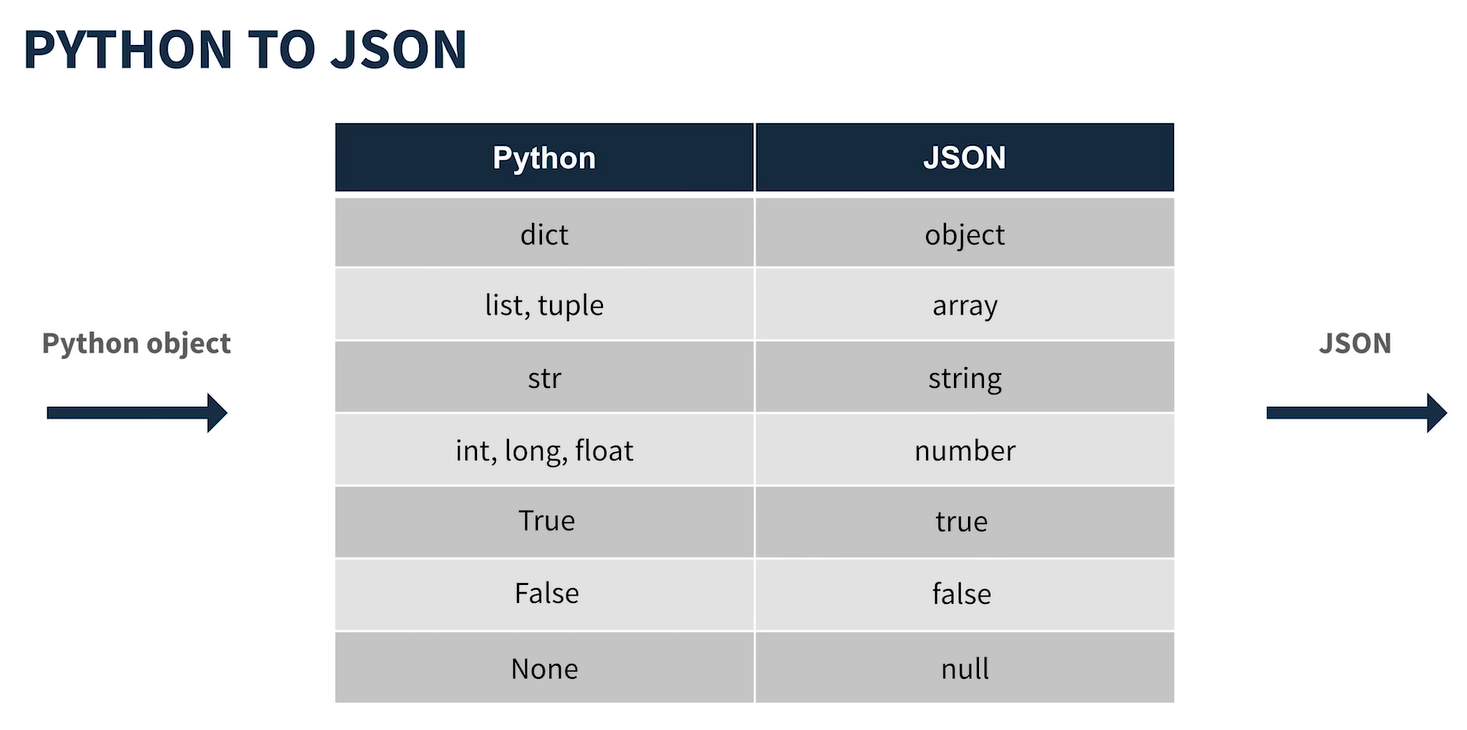 PYTHON TO JSON
Python JSON
dict object
list, tuple array
Python object
JSON
str string
int, long, float number
True true
False false
None null